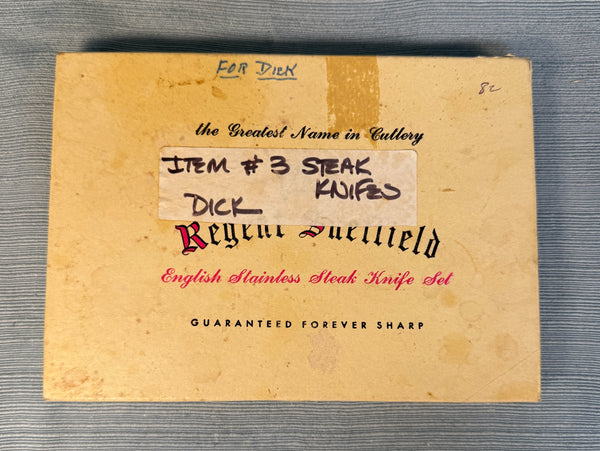 FOR DICK
8c
the Greatest Name in Cutlery
ITEM # 3 STEAK
KNIFES
DICK
Regent Sheffield
English Stainless Steak Knife Set
GUARANTEED FOREVER SHARP